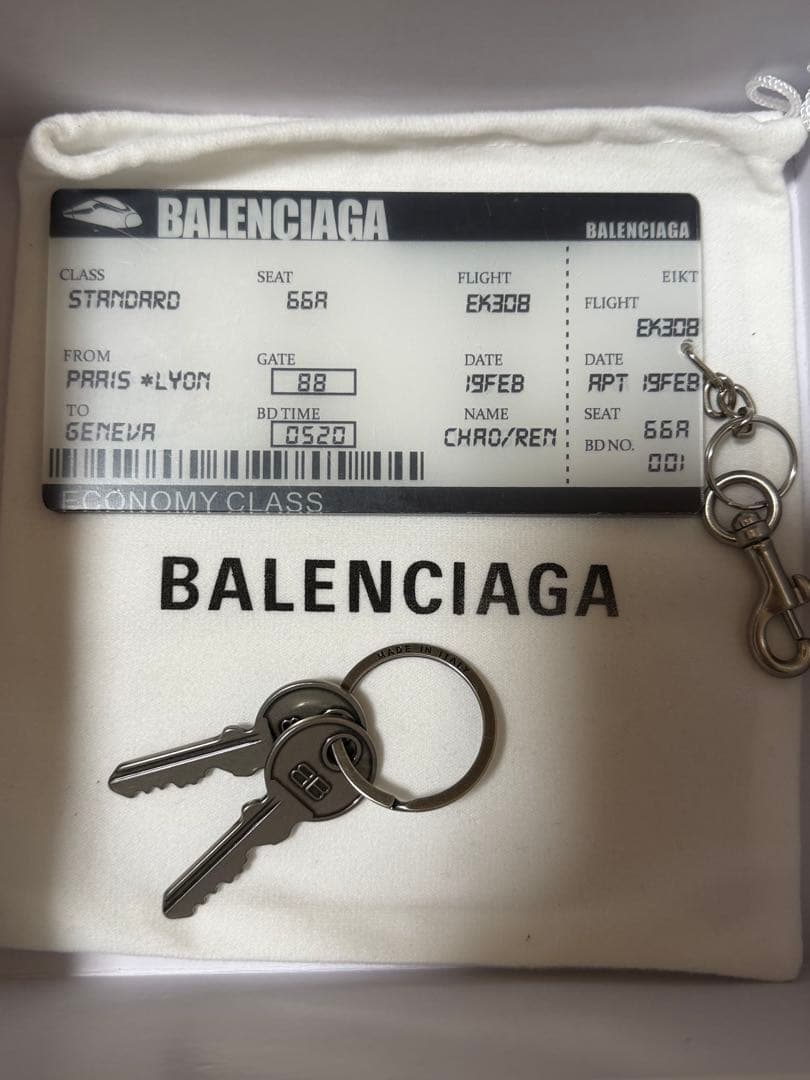 BALENCIAGA
BALENCIAGA
CLASS SEAT FLIGHT EIKT
STANDARD 66A EK308 FLIGHT
EK308
FROM GATE DATE DATE
PARIS *LYON 88 19FEB APT 19FEB
TO BD TIME NAME SEAT
GENEVA 0520 CHAO/REN 66A
BD NO.
001
ECONOMY CLASS
BALENCIAGA
MADE IN ITALY
BB